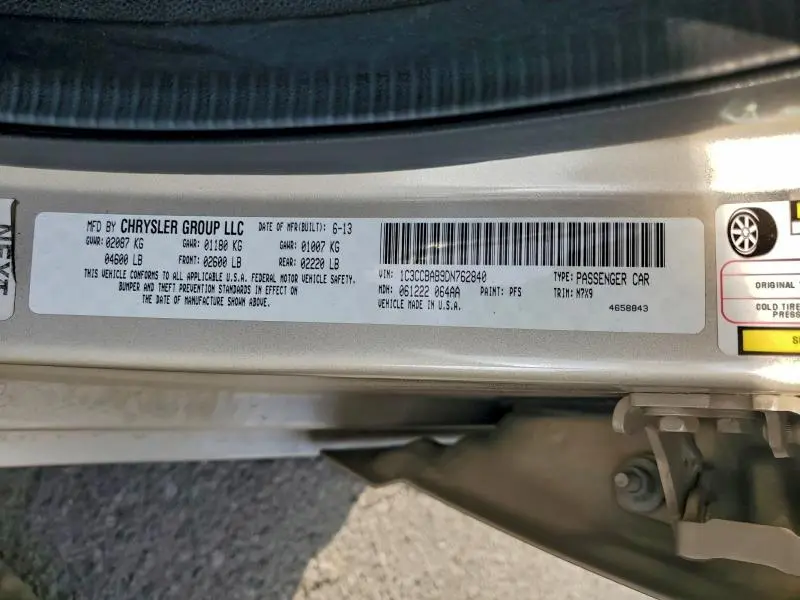 NEXT
MFD BY CHRYSLER GROUP LLC DATE OF MFR(BUILT): 6-13
GVWR: 02087 KG GAWR: 01180 KG GAWR: 01007 KG
04600 LB FRONT: 02600 LB REAR: 02220 LB
THIS VEHICLE CONFORMS TO ALL APPLICABLE U.S.A. FEDERAL MOTOR VEHICLE SAFETY,
BUMPER AND THEFT PREVENTION STANDARDS IN EFFECT ON
THE DATE OF MANUFACTURE SHOWN ABOVE.
VIN: 1C3CCBAB9DN762840 TYPE: PASSENGER CAR
MDH: 061222 064AA PAINT: PFS TRIM: N7X9
VEHICLE MADE IN U.S.A. 4658843
ORIGINAL
COLD TIRE
PRESS